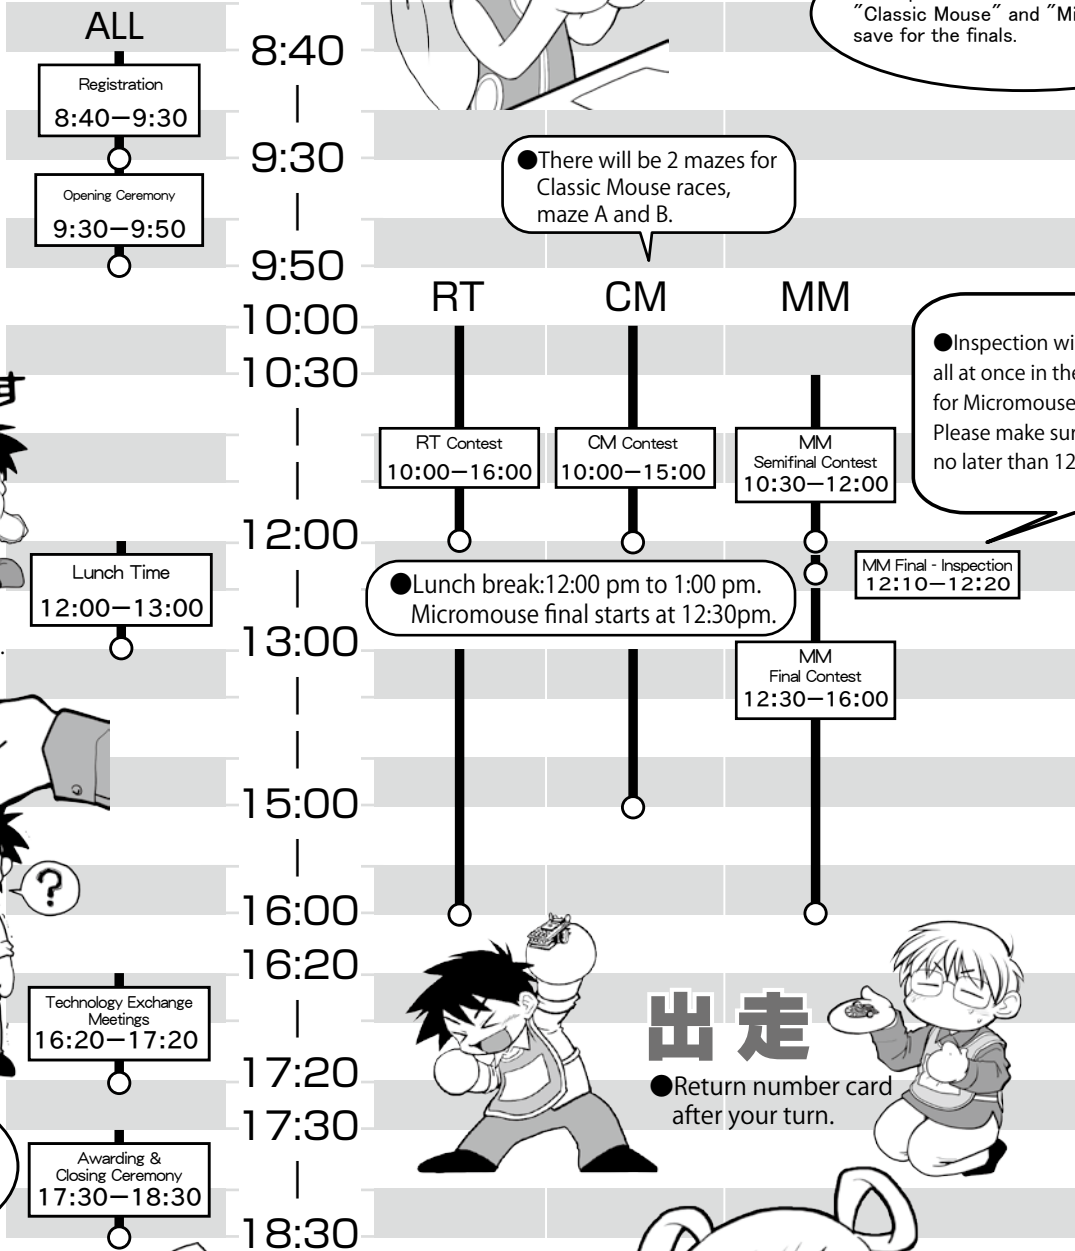 ALL
Registration
8:40−9:30
Opening Ceremony
9:30−9:50
Lunch Time
12:00−13:00
Technology Exchange
Meetings
16:20−17:20
Awarding &
Closing Ceremony
17:30−18:30
8:40
9:30
9:50
10:00
10:30
12:00
13:00
15:00
16:00
16:20
17:20
17:30
18:30
"Classic Mouse" and "Mi
save for the finals.
●There will be 2 mazes for
Classic Mouse races,
maze A and B.
RT
CM
MM
RT Contest
10:00−16:00
CM Contest
10:00−15:00
MM
Semifinal Contest
10:30−12:00
●Inspection wi
all at once in the
for Micromouse
Please make sur
no later than 12
MM Final - Inspection
12:10−12:20
●Lunch break:12:00 pm to 1:00 pm.
Micromouse final starts at 12:30pm.
MM
Final Contest
12:30−16:00
?
出走
●Return number card
after your turn.